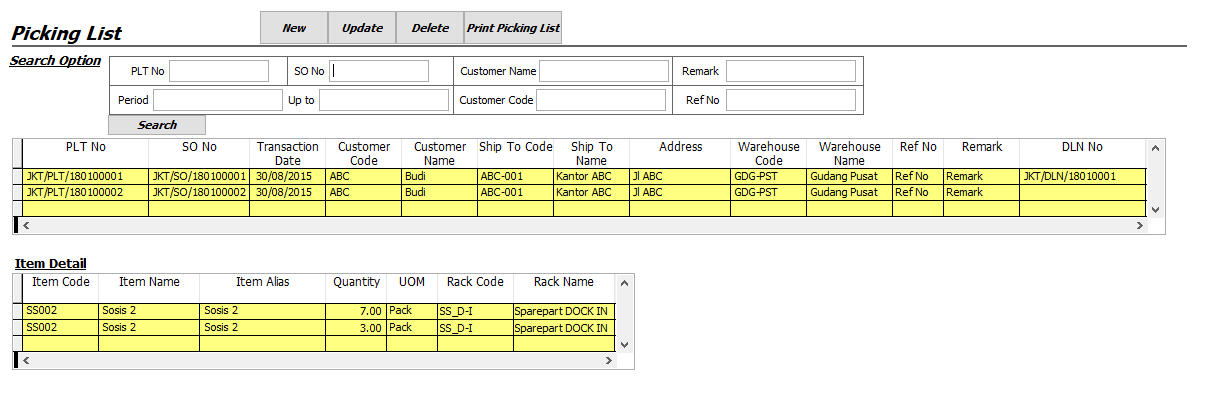 Picking List
New Update Delete Print Picking List
Search Option
PLT No SO No Customer Name Remark
Period Up to Customer Code Ref No
Search
PLT No SO No Transaction Date Customer Code Customer Name Ship To Code Ship To Name Address Warehouse Code Warehouse Name Ref No Remark DLN No
JKT/PLT/180100001 JKT/SO/180100001 30/08/2015 ABC Budi ABC-001 Kantor ABC Jl ABC GDG-PST Gudang Pusat Ref No Remark JKT/DLN/18010001
JKT/PLT/180100002 JKT/SO/180100002 30/08/2015 ABC Budi ABC-001 Kantor ABC Jl ABC GDG-PST Gudang Pusat Ref No Remark
Item Detail
Item Code Item Name Item Alias Quantity UOM Rack Code Rack Name
SS002 Sosis 2 Sosis 2 7.00 Pack SS_D-I Sparepart DOCK IN
SS002 Sosis 2 Sosis 2 3.00 Pack SS_D-I Sparepart DOCK IN